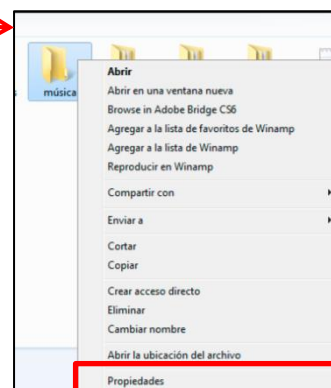 música
Abrir
Abrir en una ventana nueva
Browse in Adobe Bridge CS6
Agregar a la lista de favoritos de Winamp
Agregar a la lista de Winamp
Reproducir en Winamp
Compartir con
Enviar a
Cortar
Copiar
Crear acceso directo
Eliminar
Cambiar nombre
Abrir la ubicación del archivo
Propiedades